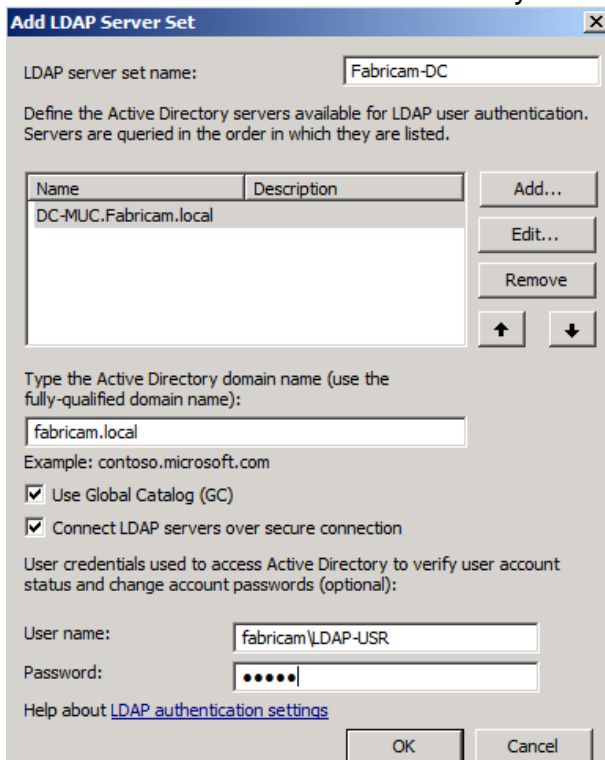 Add LDAP Server Set
LDAP server set name: Fabricam-DC
Define the Active Directory servers available for LDAP user authentication.
Servers are queried in the order in which they are listed.
Name Description Add...
DC-MUC.Fabricam.local
Edit...
Remove
Type the Active Directory domain name (use the
fully-qualified domain name):
fabricam.local
Example: contoso.microsoft.com
Use Global Catalog (GC)
Connect LDAP servers over secure connection
User credentials used to access Active Directory to verify user account
status and change account passwords (optional):
User name: fabricam\LDAP-USR
Password: •••••
Help about LDAP authentication settings
OK Cancel